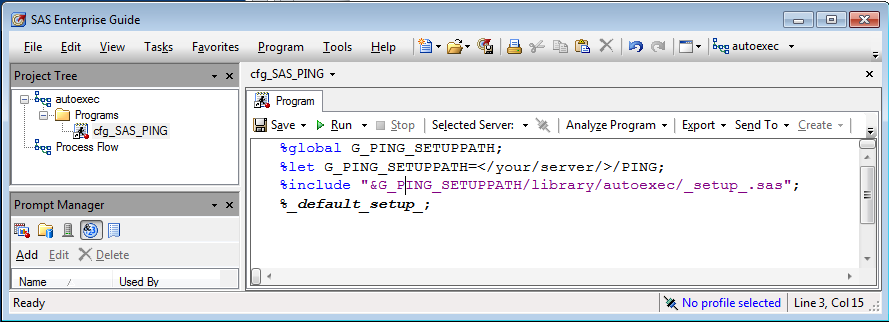 SAS Enterprise Guide
File Edit View Tasks Favorites Program Tools Help autoexec
Project Tree
autoexec
Programs
cfg_SAS_PING
Process Flow
Prompt Manager
Add Edit Delete
Name Used By
cfg_SAS_PING
Program
Save Run Stop Selected Server: Analyze Program Export Send To Create
%global G_PING_SETUPPATH;
%let G_PING_SETUPPATH=</your/server/>/PING;
%include "&G_PING_SETUPPATH/library/autoexec/_setup_.sas";
%_default_setup_;
Ready
No profile selected
Line 3, Col 15